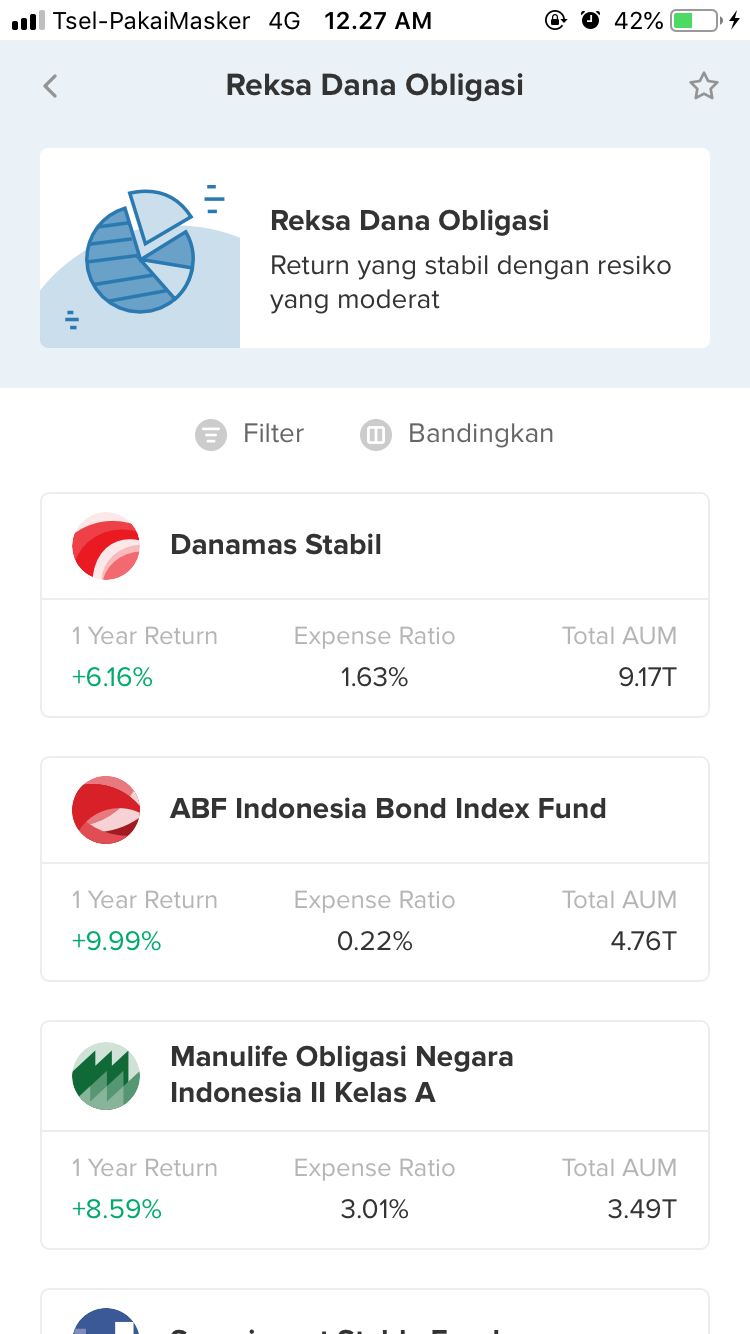 Tsel-PakaiMasker 4G 12.27 AM 42%
Reksa Dana Obligasi
Reksa Dana Obligasi
Return yang stabil dengan resiko
yang moderat
Filter Bandingkan
Danamas Stabil
1 Year Return Expense Ratio Total AUM
+6.16% 1.63% 9.17T
ABF Indonesia Bond Index Fund
1 Year Return Expense Ratio Total AUM
+9.99% 0.22% 4.76T
Manulife Obligasi Negara
Indonesia II Kelas A
1 Year Return Expense Ratio Total AUM
+8.59% 3.01% 3.49T